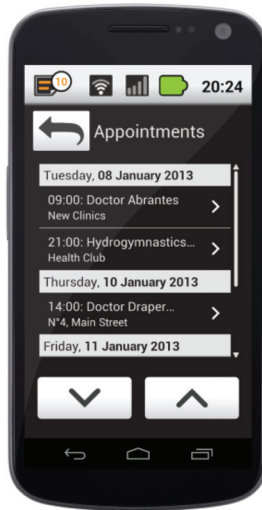 10
20:24
Appointments
Tuesday, 08 January 2013
09:00: Doctor Abrantes
New Clinics
21:00: Hydrogymnastics...
Health Club
Thursday, 10 January 2013
14:00: Doctor Draper...
N°4, Main Street
Friday, 11 January 2013